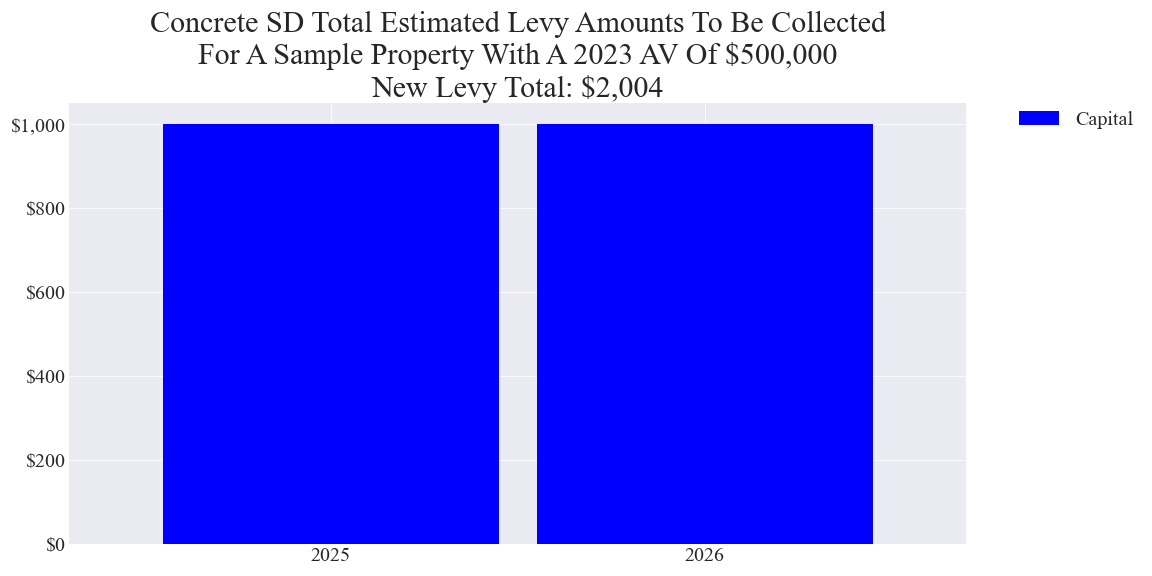 Concrete SD Total Estimated Levy Amounts To Be Collected
For A Sample Property With A 2023 AV Of $500,000
New Levy Total: $2,004
$1,000
$800
$600
$400
$200
$0
2025
2026
Capital